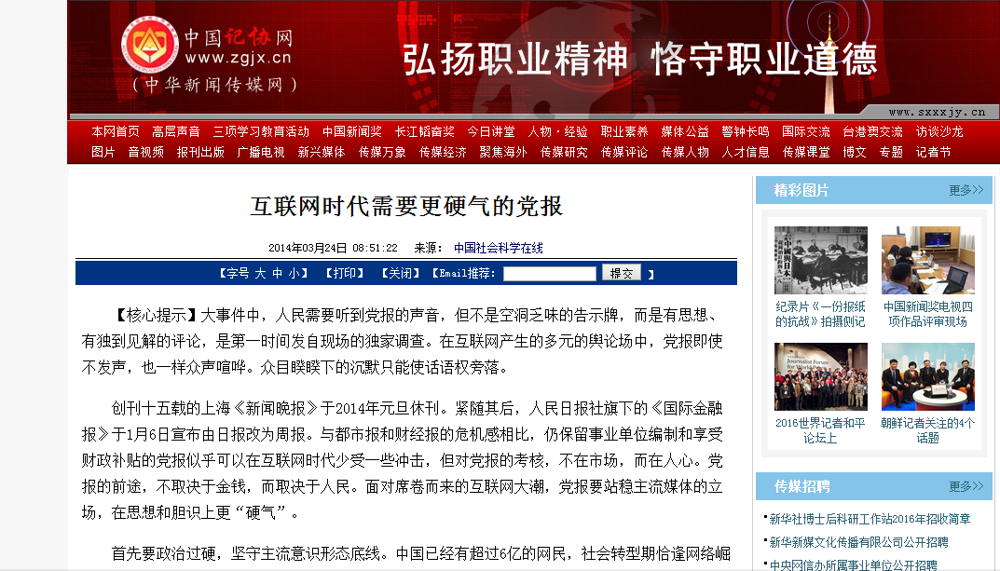 中国记协网
www.zgjx.cn
(中华新闻传媒网)
弘扬职业精神 恪守职业道德
www.sxxxjy.cn
本网首页 高层声音 三项学习教育活动 中国新闻奖 长江韬奋奖 今日讲堂 人物·经验 职业素养 媒体公益 警钟长鸣 国际交流 台港澳交流 访谈沙龙
图片 音视频 报刊出版 广播电视 新兴媒体 传媒万象 传媒经济 聚焦海外 传媒研究 传媒评论 传媒人物 人才信息 传媒课堂 博文 专题 记者节
互联网时代需要更硬气的党报
2014年03月24日 08:51:22 来源: 中国社会科学在线
【字号 大 中 小】 【打印】 【关闭】 【Email推荐: 提交 】
【核心提示】大事件中，人民需要听到党报的声音，但不是空洞乏味的告示牌，而是有思想、
有独到见解的评论，是第一时间发自现场的独家调查。在互联网产生的多元的舆论场中，党报即使
不发声，也一样众声喧哗。众目睽睽下的沉默只能使话语权旁落。
创刊十五载的上海《新闻晚报》于2014年元旦休刊。紧随其后，人民日报社旗下的《国际金融
报》于1月6日宣布由日报改为周报。与都市报和财经报的危机感相比，仍保留事业单位编制和享受
财政补贴的党报似乎可以在互联网时代少受一些冲击，但对党报的考核，不在市场，而在人心。党
报的前途，不取决于金钱，而取决于人民。面对席卷而来的互联网大潮，党报要站稳主流媒体的立
场，在思想和胆识上更“硬气”。
首先要政治过硬，坚守主流意识形态底线。中国已经有超过6亿的网民，社会转型期恰逢网络崛
精彩图片 更多>>
中國與日本
纪录片《一份报纸
的抗战》拍摄侧记
中国新闻奖电视四
项作品评审现场
Journalist Forum
for World Peace
2016世界记者和平
论坛上
朝鲜记者关注的4个
话题
传媒招聘 更多>>
新华社博士后科研工作站2016年招收简章
新华新媒文化传播有限公司公开招聘
中央网信办所属事业单位公开招聘